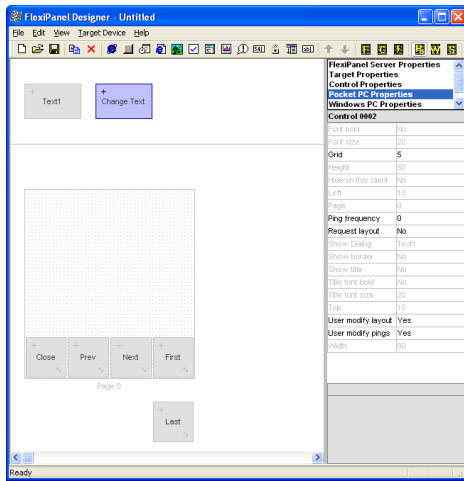 FlexiPanel Designer - Untitled
File Edit View Target Device Help
Text1
Change Text
Close
Prev
Next
First
Page 0
Last
FlexiPanel Server Properties
Target Properties
Control Properties
Pocket PC Properties
Windows PC Properties
Control 0002
Font bold No
Font size 20
Grid 5
Height 50
Hide on this client No
Left 10
Page 0
Ping frequency 0
Request layout No
Show Dialog Text1
Show border No
Show title No
Title font bold No
Title font size 20
Top 10
User modify layout Yes
User modify pings Yes
Width 80
Ready